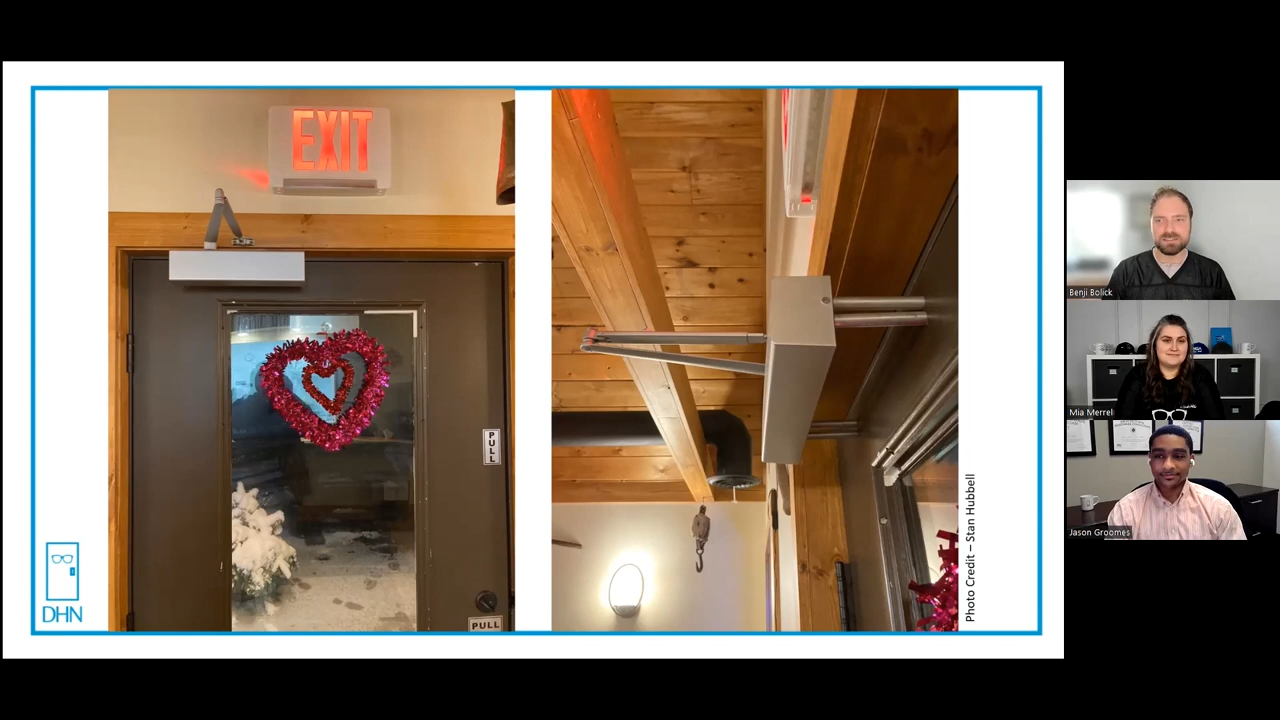 EXIT
PULL
PULL
DHN
Photo Credit – Stan Hubbell
Benji Bolick
Mia Merrel
Jason Groomes